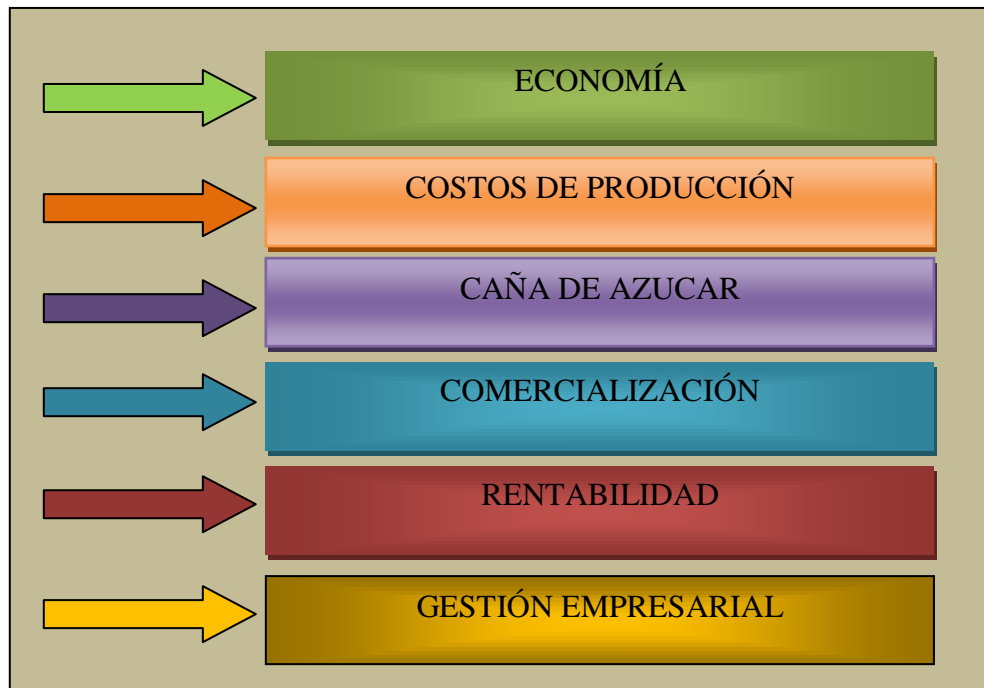 ECONOMÍA
COSTOS DE PRODUCCIÓN
CAÑA DE AZUCAR
COMERCIALIZACIÓN
RENTABILIDAD
GESTIÓN EMPRESARIAL